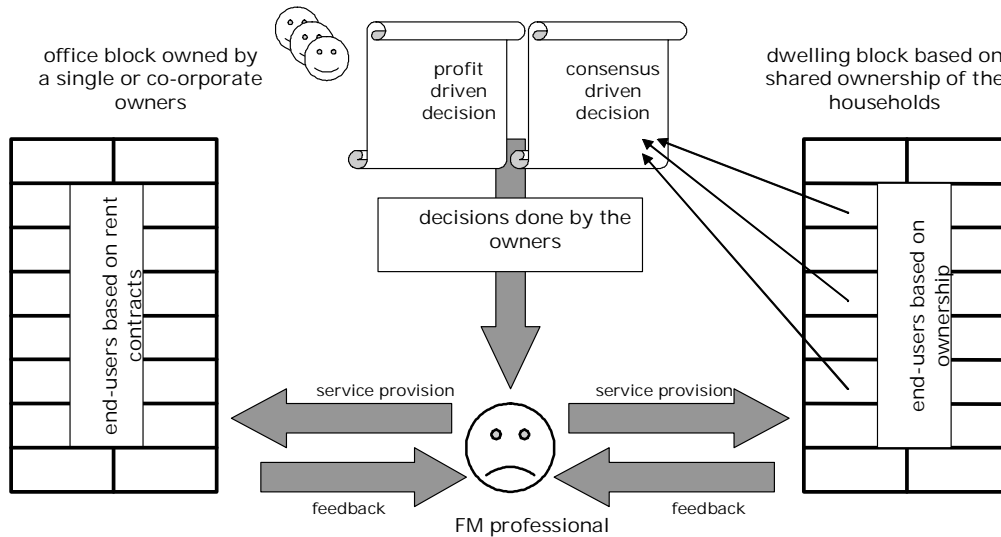 office block owned by
a single or co-orporate
owners
profit
driven
decision
consensus
driven
decision
dwelling block based on
shared ownership of the
households
decisions done by the
owners
end-users based on rent
contracts
end-users based on
ownership
service provision
service provision
feedback
feedback
FM professional